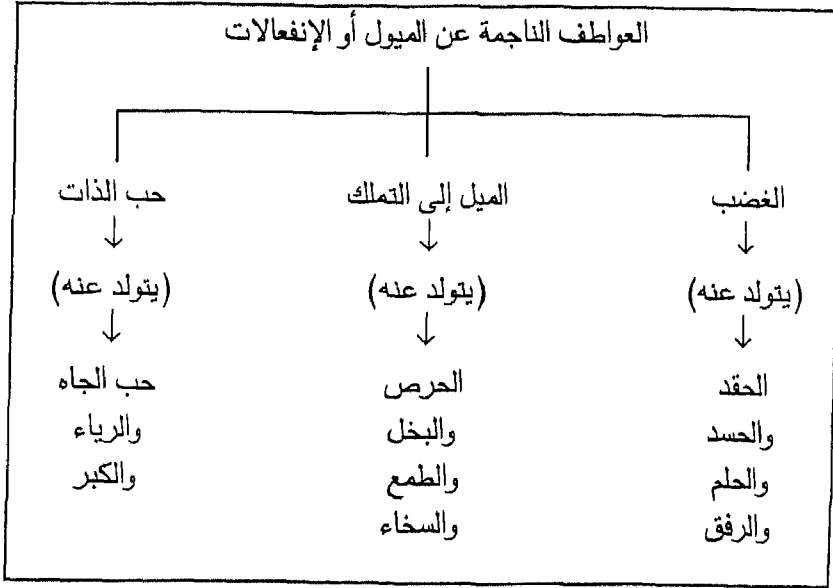 العواطف الناجمة عن الميول أو الإنفعالات
الغضب
↓
(يتولد عنه)
↓
الحقد
والحسد
والحلم
والرفق
الميل إلى التملك
↓
(يتولد عنه)
↓
الحرص
والبخل
والطمع
والسخاء
حب الذات
↓
(يتولد عنه)
↓
حب الجاه
والرياء
والكبر